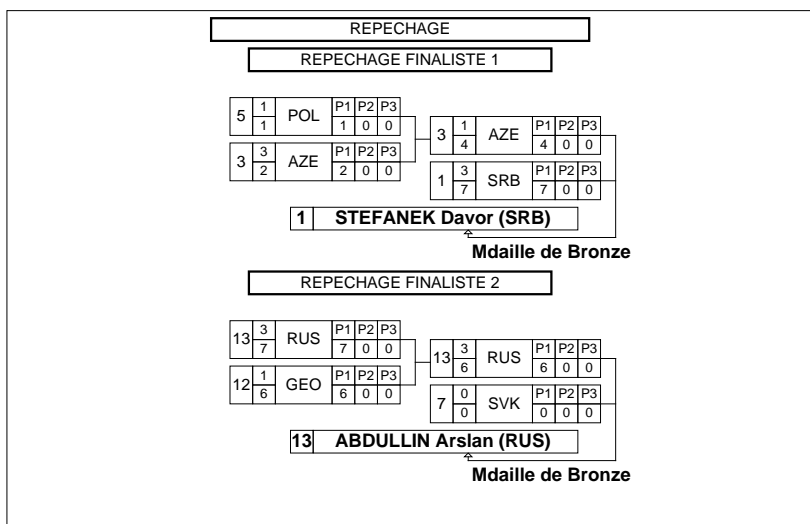 REPECHAGE
REPECHAGE FINALISTE 1
5 1 POL P1 P2 P3
1 1 0 0
3 3 AZE P1 P2 P3
2 2 0 0
3 1 AZE P1 P2 P3
4 4 0 0
1 3 SRB P1 P2 P3
7 7 0 0
1 STEFANEK Davor (SRB)
Mdaille de Bronze
REPECHAGE FINALISTE 2
13 3 RUS P1 P2 P3
7 7 0 0
12 1 GEO P1 P2 P3
6 6 0 0
13 3 RUS P1 P2 P3
6 6 0 0
7 0 SVK P1 P2 P3
0 0 0 0
13 ABDULLIN Arslan (RUS)
Mdaille de Bronze